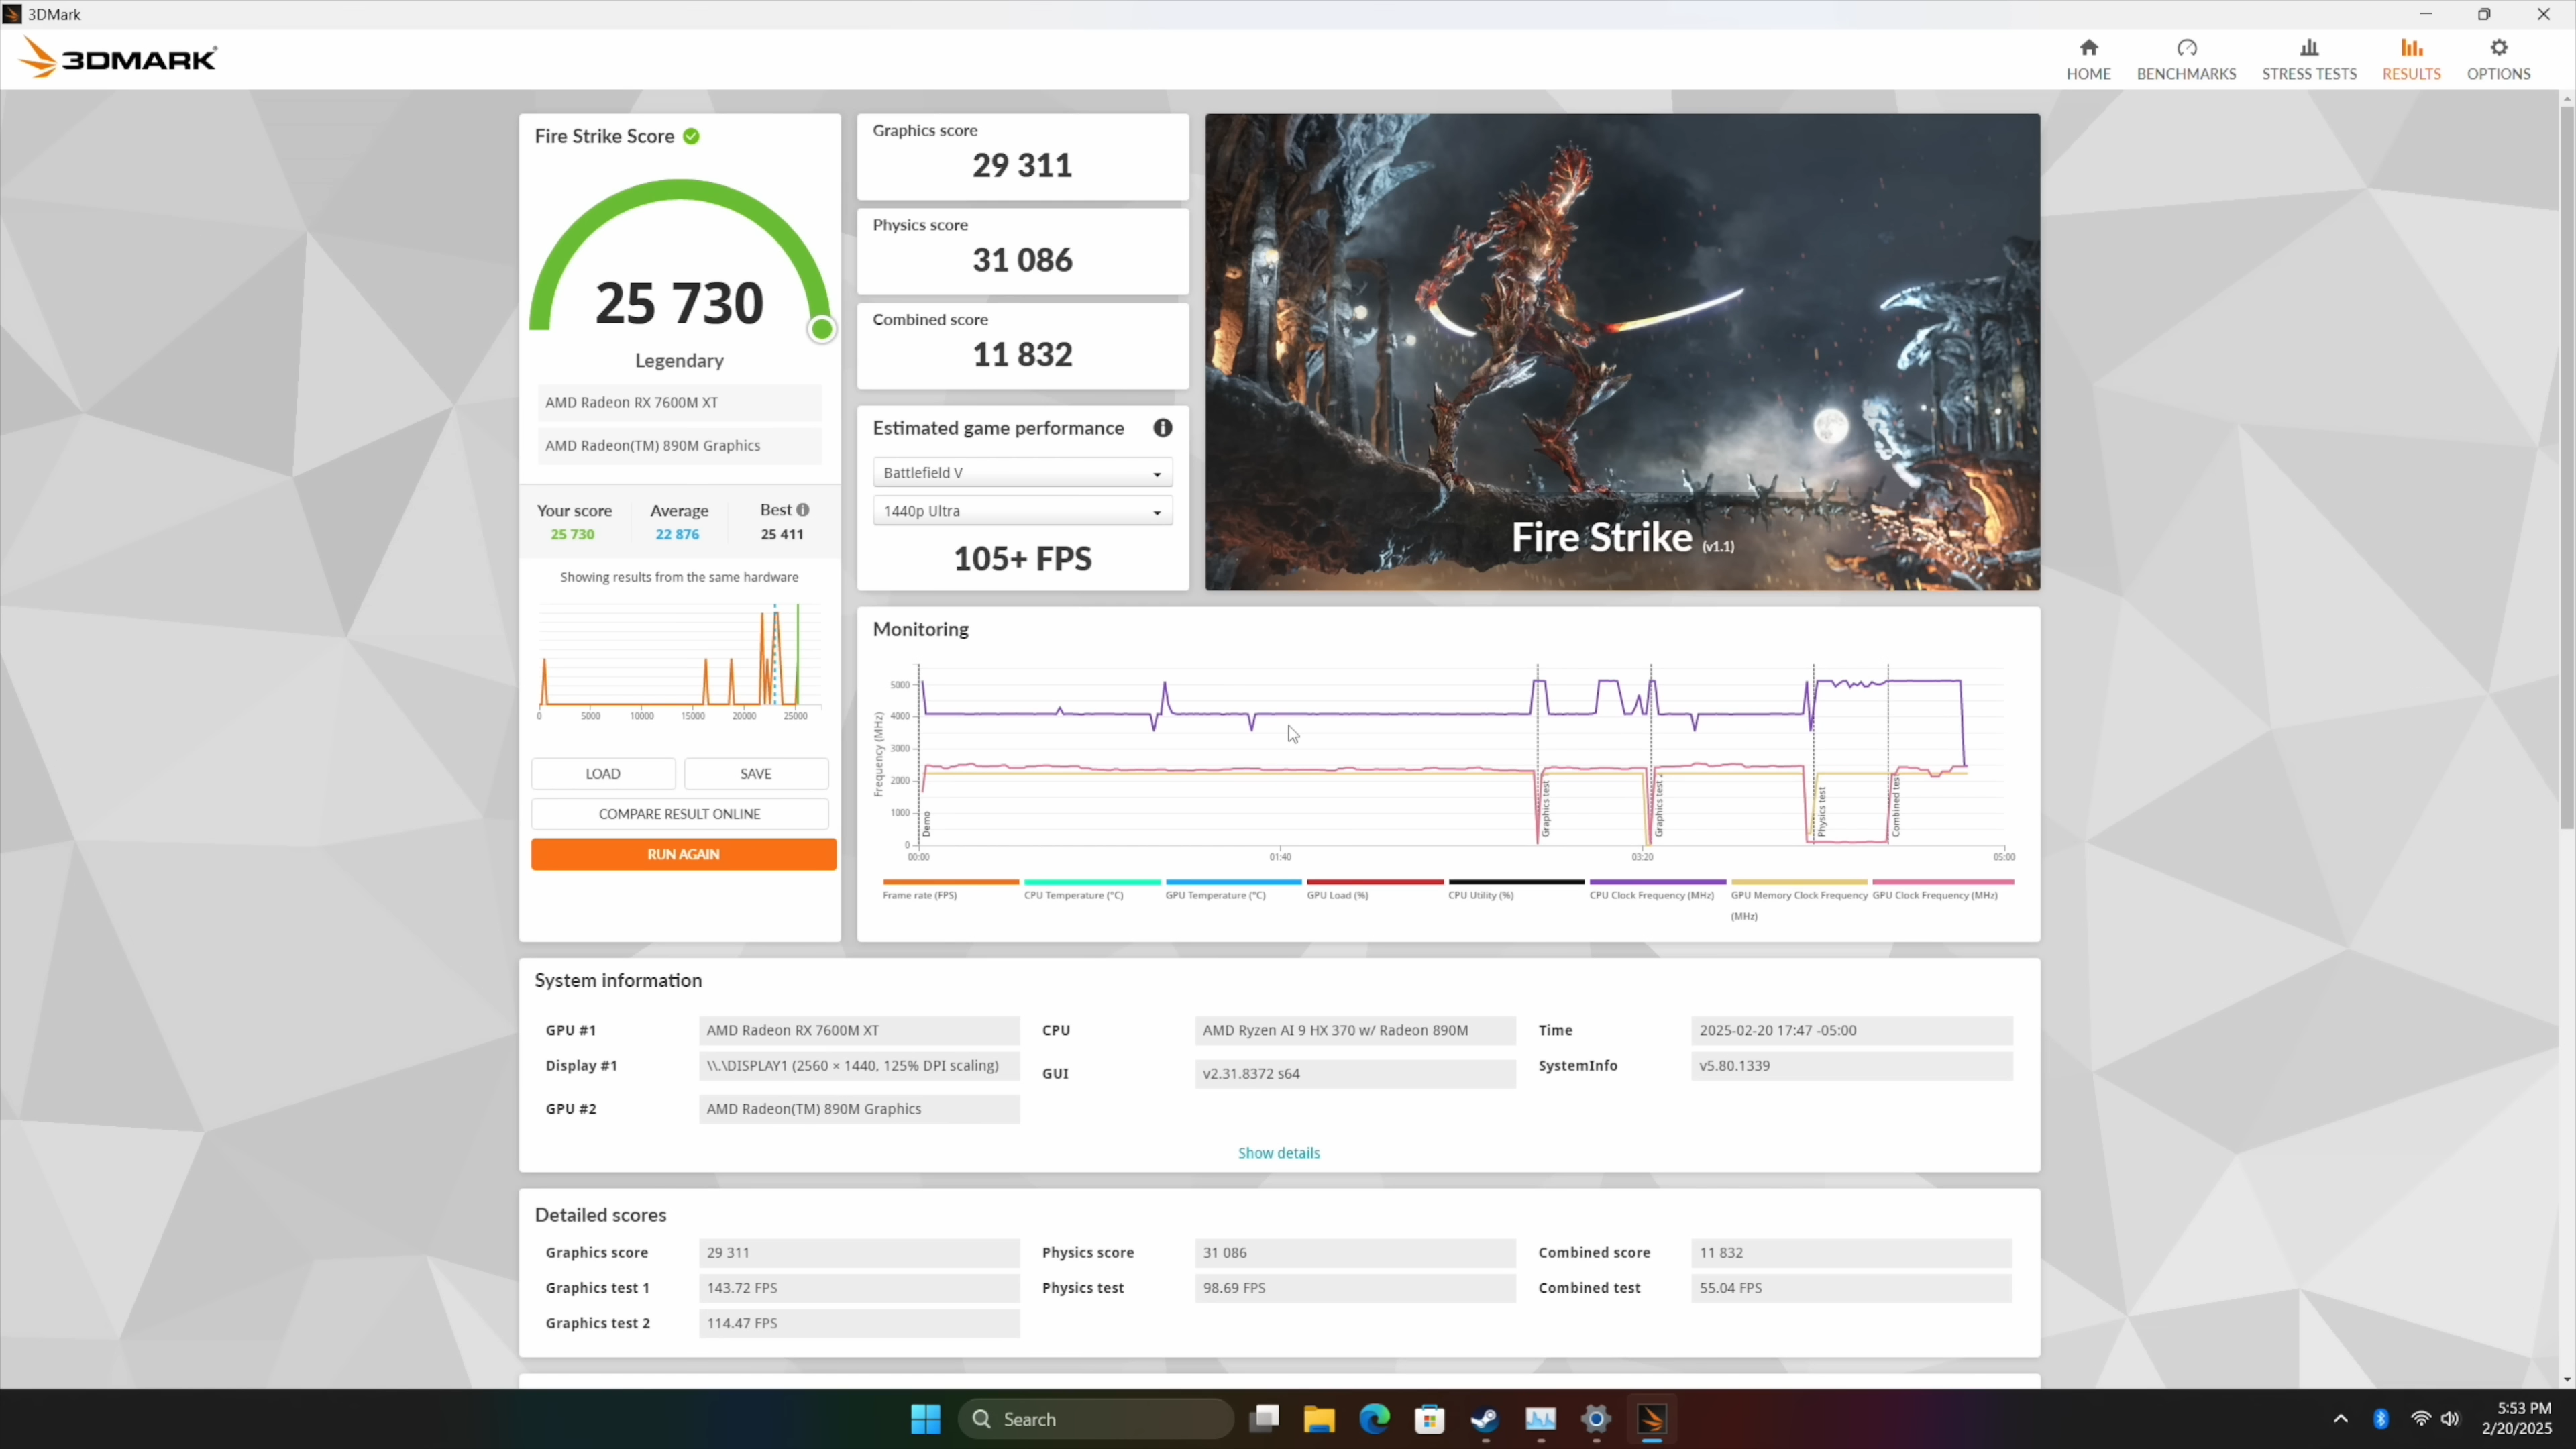 3DMark
3DMARK
HOME
BENCHMARKS
STRESS TESTS
RESULTS
OPTIONS
Fire Strike Score
25 730
Legendary
AMD Radeon RX 7600M XT
AMD Radeon(TM) 890M Graphics
Your score
Average
Best
25 730
22 876
25 411
Showing results from the same hardware
0 5000 10000 15000 20000 25000
LOAD
SAVE
COMPARE RESULT ONLINE
RUN AGAIN
Graphics score
29 311
Physics score
31 086
Combined score
11 832
Estimated game performance
Battlefield V
1440p Ultra
105+ FPS
Fire Strike (v1.1)
Monitoring
Frequency (MHz)
5000
4000
3000
2000
1000
0
Demo
Graphics test
Graphics test
Physics test
Combined test
00:00 01:40 03:20 05:00
Frame rate (FPS)
CPU Temperature (°C)
GPU Temperature (°C)
GPU Load (%)
CPU Utility (%)
CPU Clock Frequency (MHz)
GPU Memory Clock Frequency
(MHz)
GPU Clock Frequency (MHz)
System information
GPU #1 AMD Radeon RX 7600M XT
Display #1 \\.\DISPLAY1 (2560 × 1440, 125% DPI scaling)
GPU #2 AMD Radeon(TM) 890M Graphics
CPU AMD Ryzen AI 9 HX 370 w/ Radeon 890M
GUI v2.31.8372 s64
Time 2025-02-20 17:47 -05:00
SystemInfo v5.80.1339
Show details
Detailed scores
Graphics score 29 311
Graphics test 1 143.72 FPS
Graphics test 2 114.47 FPS
Physics score 31 086
Physics test 98.69 FPS
Combined score 11 832
Combined test 55.04 FPS
Search
5:53 PM
2/20/2025